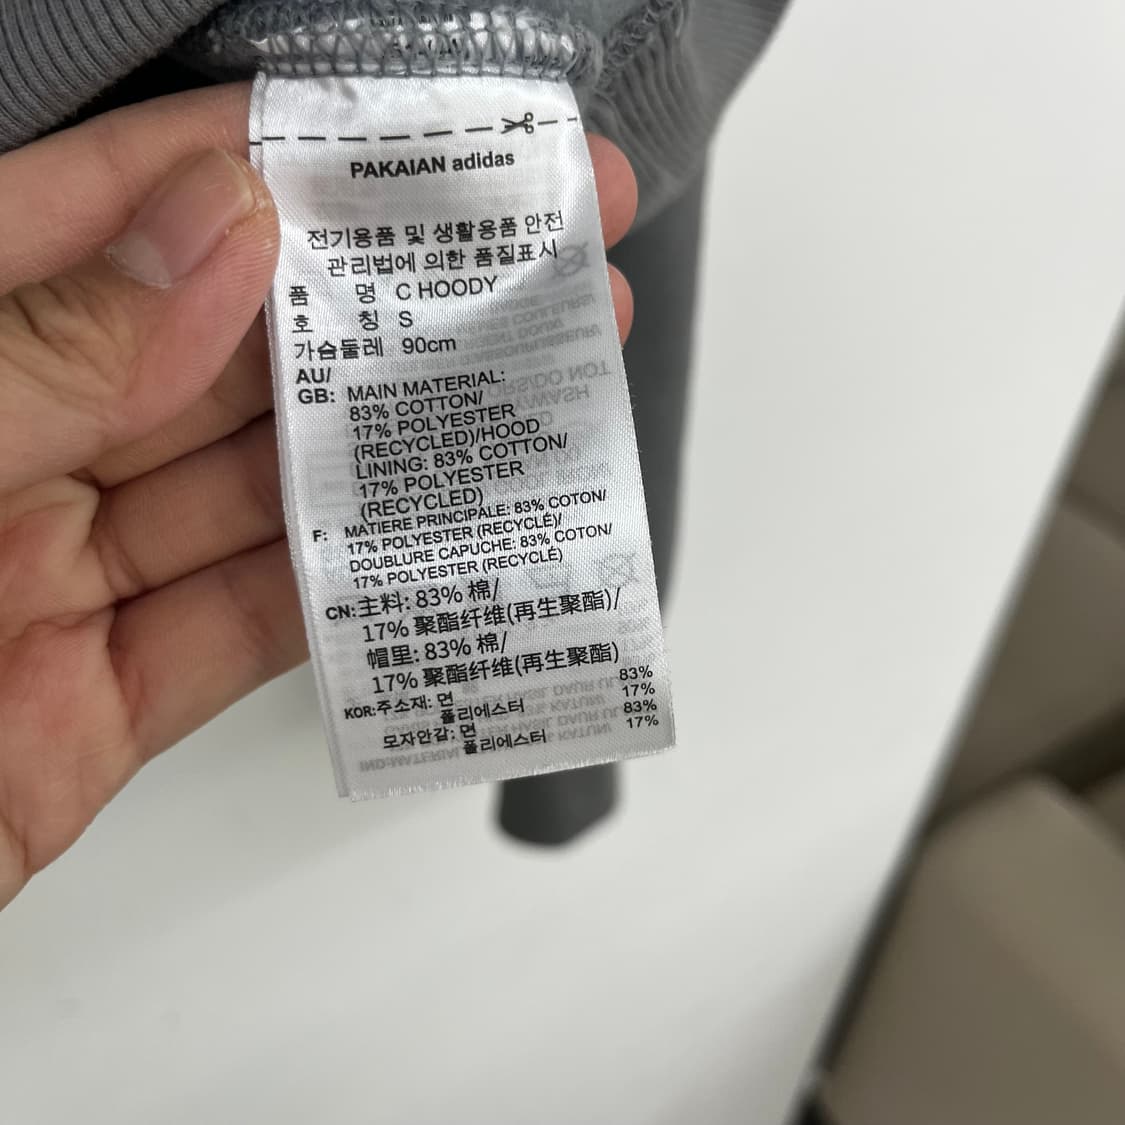 PAKAIAN adidas
전기용품 및 생활용품 안전
관리법에 의한 품질표시
품 명 C HOODY
호 칭 S
가슴둘레 90cm
AU/
GB: MAIN MATERIAL:
83% COTTON/
17% POLYESTER
(RECYCLED)/HOOD
LINING: 83% COTTON/
17% POLYESTER
(RECYCLED)
F: MATIERE PRINCIPALE: 83% COTON/
17% POLYESTER (RECYCLÉ)/
DOUBLURE CAPUCHE: 83% COTON/
17% POLYESTER (RECYCLÉ)
CN: 主料: 83% 棉/
17% 聚酯纤维(再生聚酯)/
帽里: 83% 棉/
17% 聚酯纤维(再生聚酯)
KOR: 주소재: 면 83%
폴리에스터 17%
모자안감: 면 83%
폴리에스터 17%